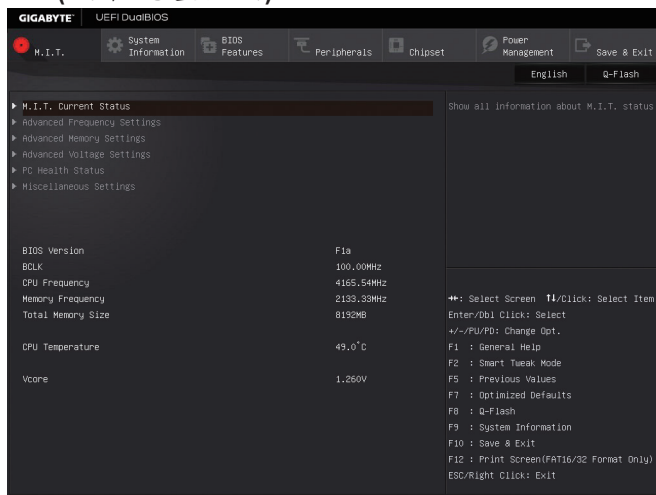 GIGABYTE™ UEFI DualBIOS
M.I.T.
System Information
BIOS Features
Peripherals
Chipset
Power Management
Save & Exit
English
Q-Flash
M.I.T. Current Status
Advanced Frequency Settings
Advanced Memory Settings
Advanced Voltage Settings
PC Health Status
Miscellaneous Settings
Show all information about M.I.T. status
BIOS Version F1a
BCLK 100.00MHz
CPU Frequency 4165.54MHz
Memory Frequency 2133.33MHz
Total Memory Size 8192MB
CPU Temperature 49.0°C
Vcore 1.260V
→←: Select Screen ↑↓/Click: Select Item
Enter/Dbl Click: Select
+/-/PU/PD: Change Opt.
F1 : General Help
F2 : Smart Tweak Mode
F5 : Previous Values
F7 : Optimized Defaults
F8 : Q-Flash
F9 : System Information
F10 : Save & Exit
F12 : Print Screen(FAT16/32 Format Only)
ESC/Right Click: Exit